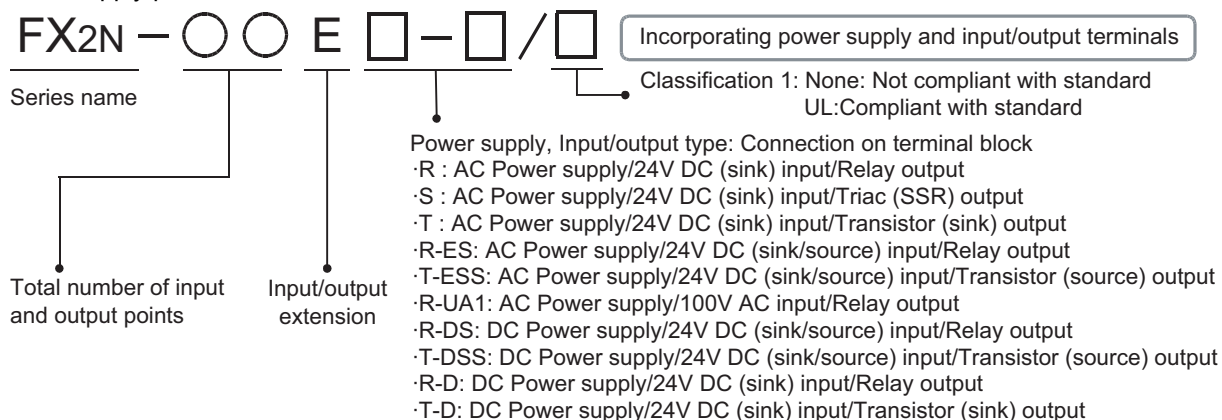 FX2N – ○○ E □ – □ / □ Incorporating power supply and input/output terminals
Series name
Classification 1: None: Not compliant with standard
UL:Compliant with standard
Power supply, Input/output type: Connection on terminal block
·R : AC Power supply/24V DC (sink) input/Relay output
·S : AC Power supply/24V DC (sink) input/Triac (SSR) output
·T : AC Power supply/24V DC (sink) input/Transistor (sink) output
·R-ES: AC Power supply/24V DC (sink/source) input/Relay output
·T-ESS: AC Power supply/24V DC (sink/source) input/Transistor (source) output
·R-UA1: AC Power supply/100V AC input/Relay output
·R-DS: DC Power supply/24V DC (sink/source) input/Relay output
·T-DSS: DC Power supply/24V DC (sink/source) input/Transistor (source) output
·R-D: DC Power supply/24V DC (sink) input/Relay output
·T-D: DC Power supply/24V DC (sink) input/Transistor (sink) output
Total number of input
and output points
Input/output
extension